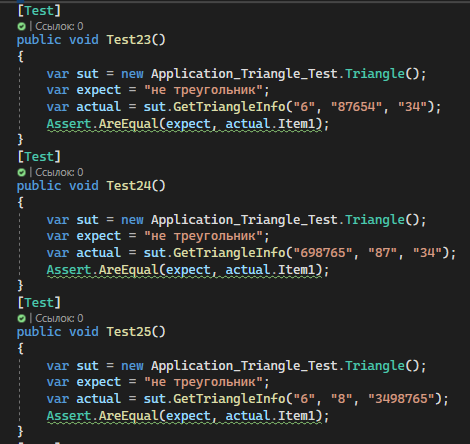 [Test]
| Ссылок: 0
public void Test23()
{
var sut = new Application_Triangle_Test.Triangle();
var expect = "не треугольник";
var actual = sut.GetTriangleInfo("6", "87654", "34");
Assert.AreEqual(expect, actual.Item1);
}
[Test]
| Ссылок: 0
public void Test24()
{
var sut = new Application_Triangle_Test.Triangle();
var expect = "не треугольник";
var actual = sut.GetTriangleInfo("698765", "87", "34");
Assert.AreEqual(expect, actual.Item1);
}
[Test]
| Ссылок: 0
public void Test25()
{
var sut = new Application_Triangle_Test.Triangle();
var expect = "не треугольник";
var actual = sut.GetTriangleInfo("6", "8", "3498765");
Assert.AreEqual(expect, actual.Item1);
}